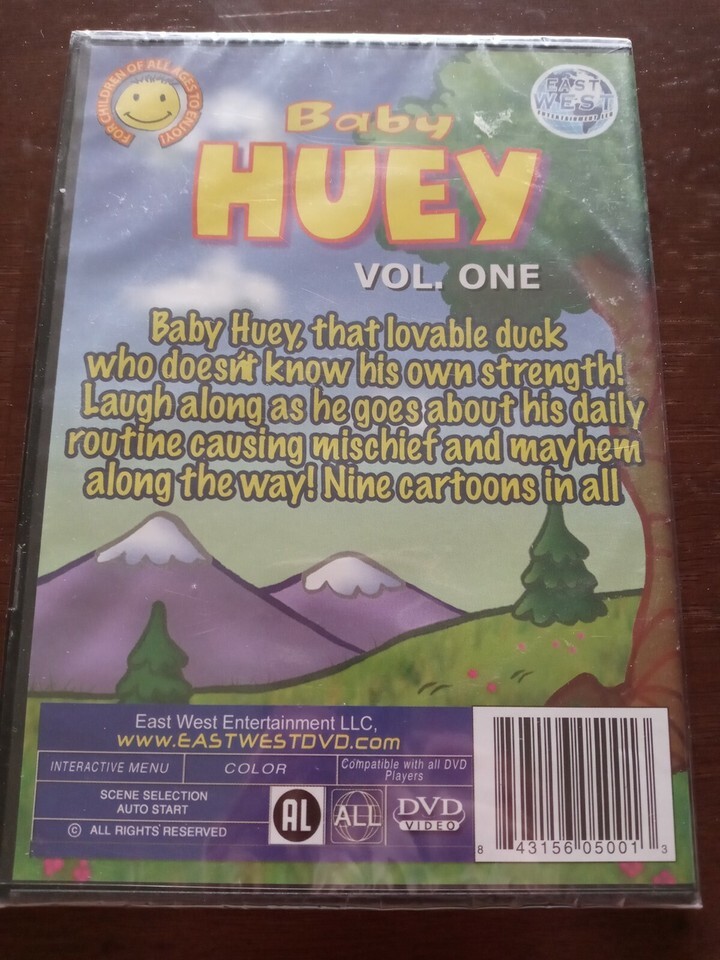 FOR CHILDREN OF ALL AGES TO ENJOY!
EAST
WEST
ENTERTAINMENT LLC
Baby
HUEY
VOL. ONE
Baby Huey, that lovable duck
who doesn't know his own strength!
Laugh along as he goes about his daily
routine causing mischief and mayhem
along the way! Nine cartoons in all
East West Entertainment LLC,
www.EASTWESTDVD.com
INTERACTIVE MENU
COLOR
Compatible with all DVD
Players
SCENE SELECTION
AUTO START
© ALL RIGHTS RESERVED
AL
ALL
DVD
VIDEO
8 43156 05001 3